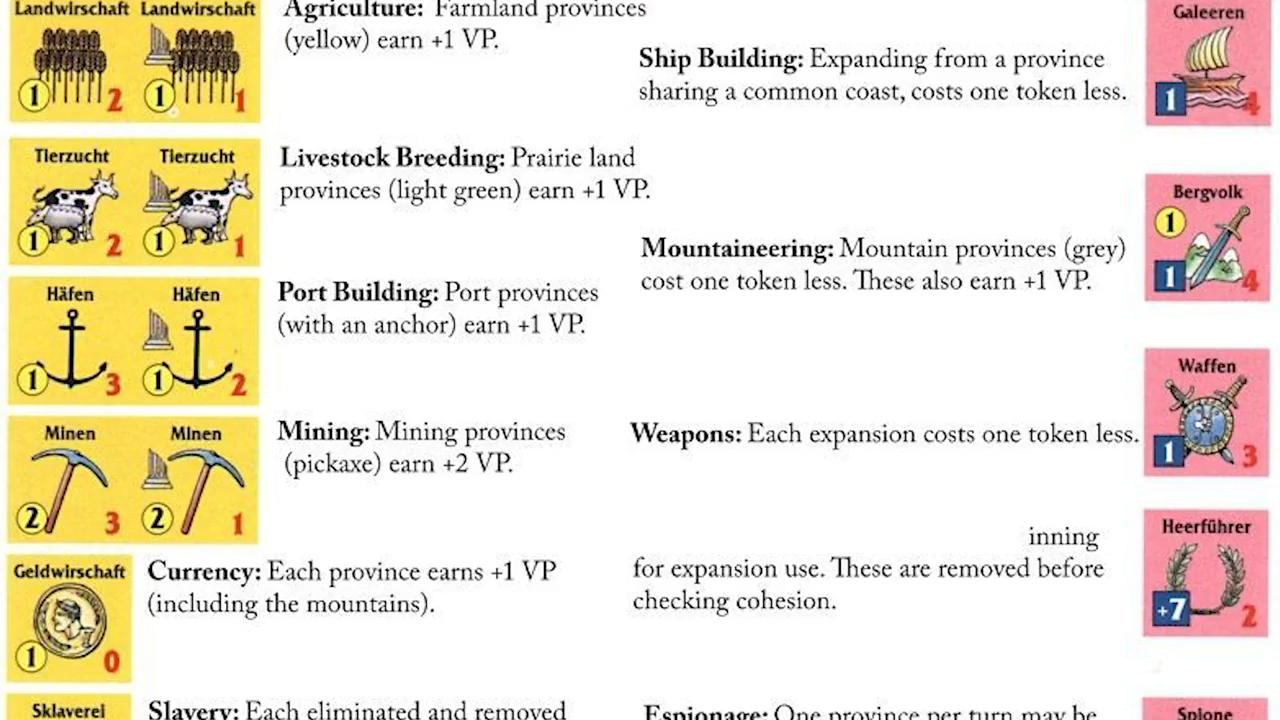 Landwirtschaft Landwirtschaft
1 2 1 1
Agriculture: Farmland provinces
(yellow) earn +1 VP.
Tierzucht Tierzucht
1 2 1 1
Livestock Breeding: Prairie land
provinces (light green) earn +1 VP.
Häfen Häfen
1 3 1 2
Port Building: Port provinces
(with an anchor) earn +1 VP.
Minen Minen
2 3 2 1
Mining: Mining provinces
(pickaxe) earn +2 VP.
Geldwirschaft
1 0
Currency: Each province earns +1 VP
(including the mountains).
Sklaverei
Slavery: Each eliminated and removed
Ship Building: Expanding from a province
sharing a common coast, costs one token less.
Galeeren
1 4
Mountaineering: Mountain provinces (grey)
cost one token less. These also earn +1 VP.
Bergvolk
1
1 4
Weapons: Each expansion costs one token less.
Waffen
1 3
inning
for expansion use. These are removed before
checking cohesion.
Heerführer
+7 2
Espionage: One province per turn may be
Spione